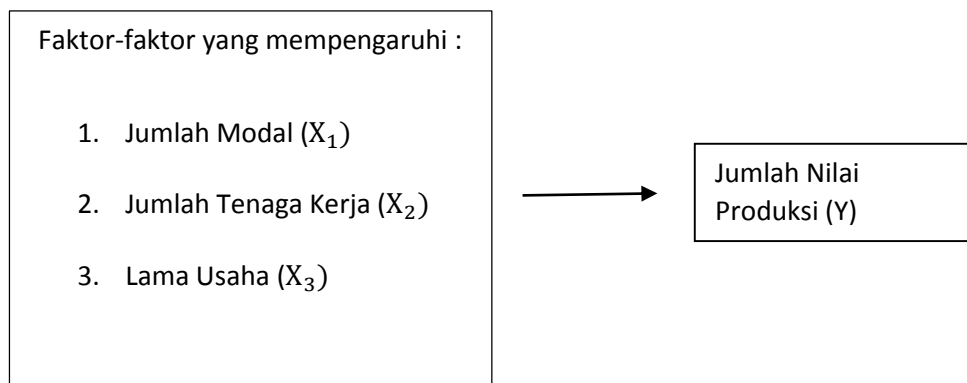 Faktor-faktor yang mempengaruhi :
1. Jumlah Modal (X₁)
2. Jumlah Tenaga Kerja (X₂)
3. Lama Usaha (X₃)
Jumlah Nilai
Produksi (Y)